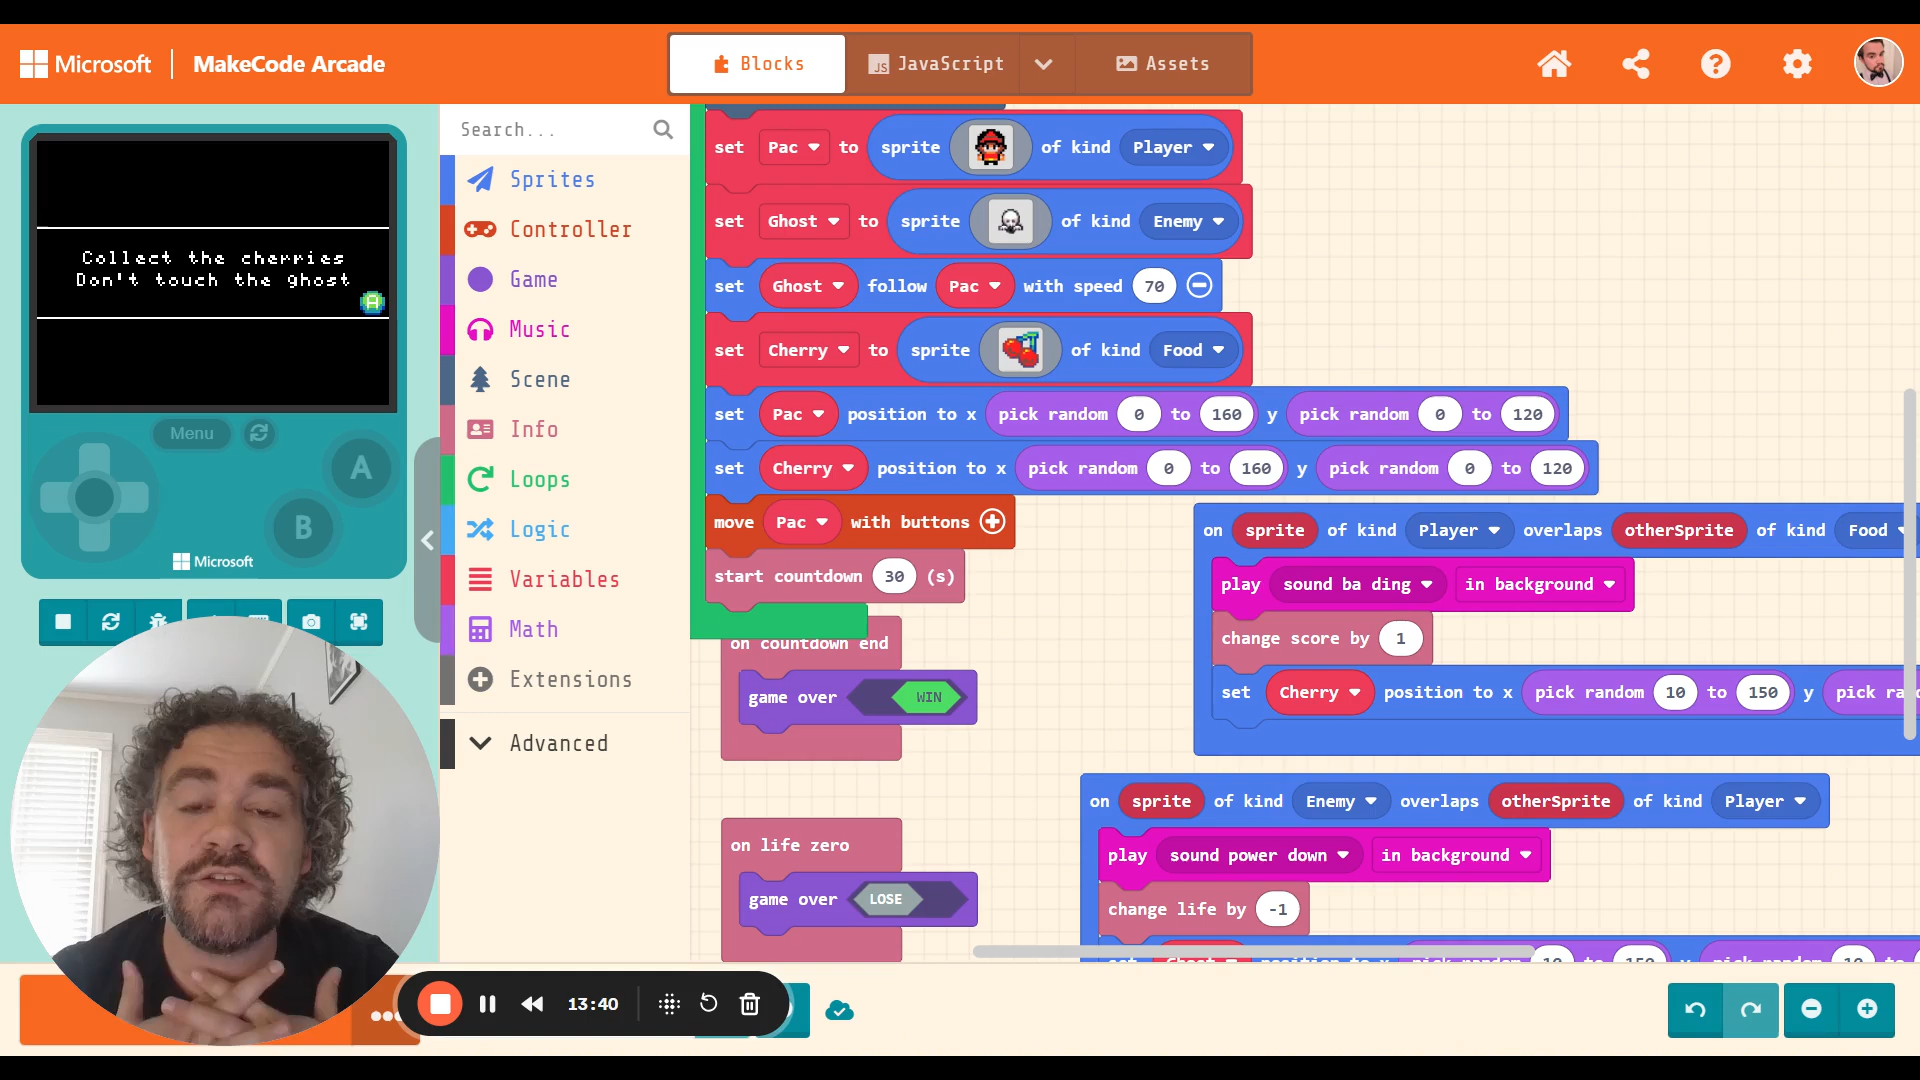 Microsoft
MakeCode Arcade
Blocks
JS
JavaScript
Assets
Collect the cherries
Don't touch the ghost
A
Menu
A
B
Microsoft
Search...
Sprites
Controller
Game
Music
Scene
Info
Loops
Logic
Variables
Math
Extensions
Advanced
set Pac to sprite of kind Player
set Ghost to sprite of kind Enemy
set Ghost follow Pac with speed 70
set Cherry to sprite of kind Food
set Pac position to x pick random 0 to 160 y pick random 0 to 120
set Cherry position to x pick random 0 to 160 y pick random 0 to 120
move Pac with buttons
start countdown 30 (s)
on countdown end
game over WIN
on life zero
game over LOSE
on sprite of kind Player overlaps otherSprite of kind Food
play sound ba ding in background
change score by 1
set Cherry position to x pick random 10 to 150 y pick
on sprite of kind Enemy overlaps otherSprite of kind Player
play sound power down in background
change life by -1
13:40